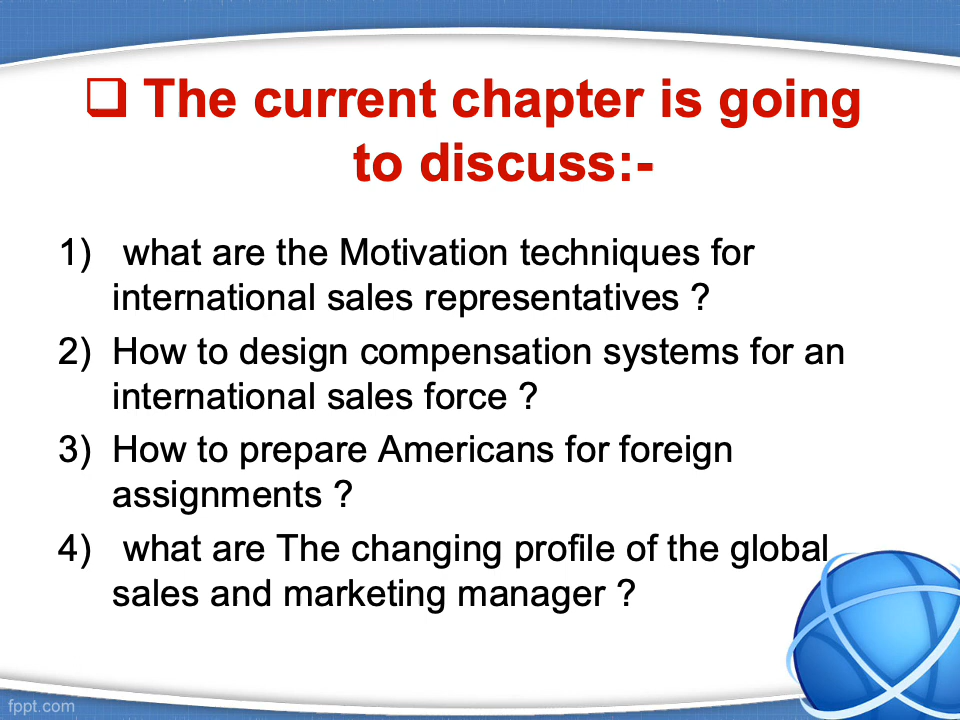 ❑ The current chapter is going
to discuss:-
1) what are the Motivation techniques for
international sales representatives ?
2) How to design compensation systems for an
international sales force ?
3) How to prepare Americans for foreign
assignments ?
4) what are The changing profile of the global
sales and marketing manager ?
fppt.com